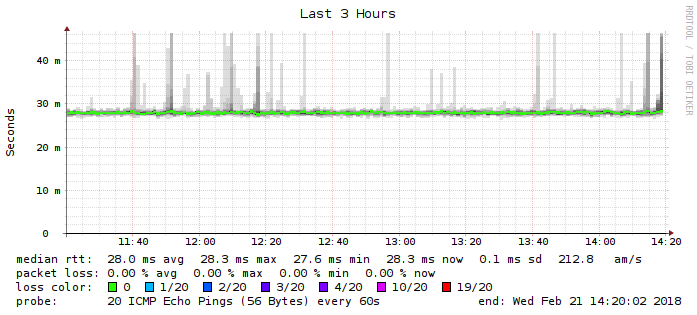 Last 3 Hours
RRDTOOL / TOBI OETIKER
Seconds
40 m
30 m
20 m
10 m
0
11:40 12:00 12:20 12:40 13:00 13:20 13:40 14:00 14:20
median rtt: 28.0 ms avg 28.3 ms max 27.6 ms min 28.3 ms now 0.1 ms sd 212.8 am/s
packet loss: 0.00 % avg 0.00 % max 0.00 % min 0.00 % now
loss color: 0 1/20 2/20 3/20 4/20 10/20 19/20
probe: 20 ICMP Echo Pings (56 Bytes) every 60s end: Wed Feb 21 14:20:02 2018